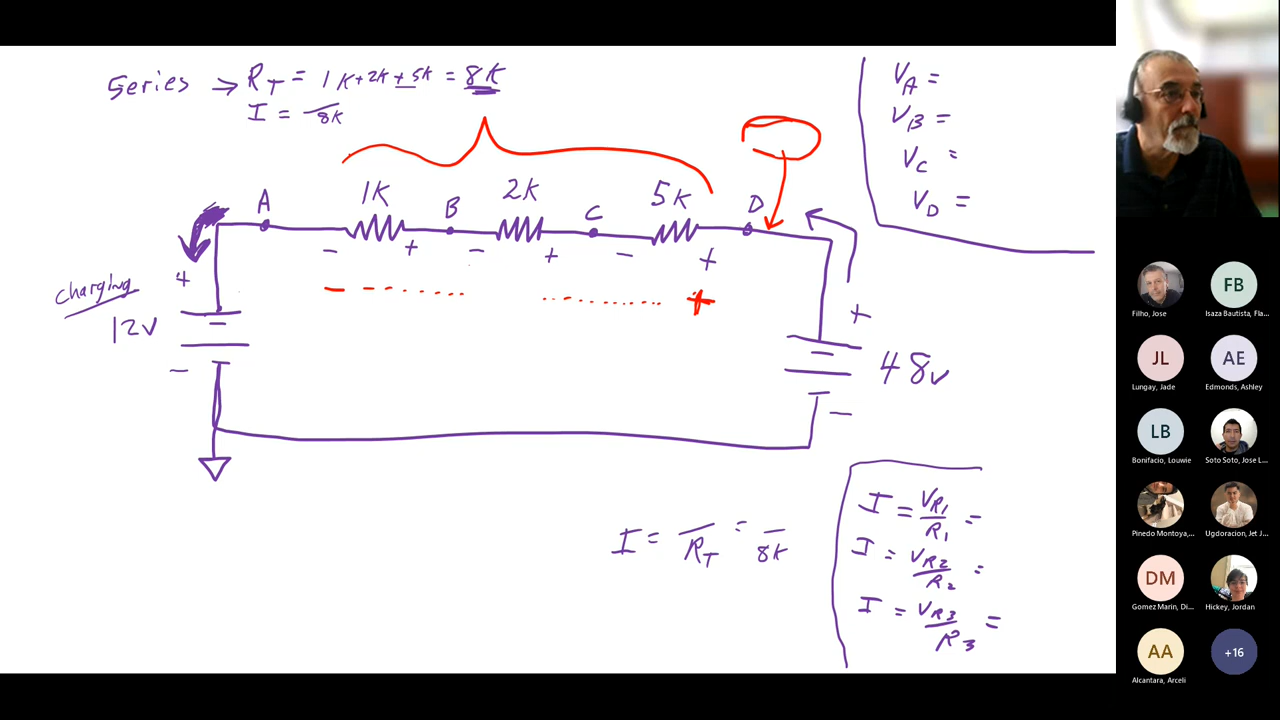 Series → RT = 1K+2K+5K = 8K
I = 8K
VA =
VB =
VC =
VD =
A 1K B 2K C 5K D
- + - + - +
- +
charging
+
12V
-
+
48V
-
I = RT = 8K
I = VR1/R1 =
I = VR2/R2 =
I = VR3/R3 =
Filho, Jose
FB
Isaza Bautista, Fla...
JL
Lungay, Jade
AE
Edmonds, Ashley
LB
Bonifacio, Louwie
Soto Soto, Jose L...
Pinedo Montoya,...
Ugdoracion, Jet J...
DM
Gomez Marin, Di...
Hickey, Jordan
AA
Alcantara, Arceli
+16